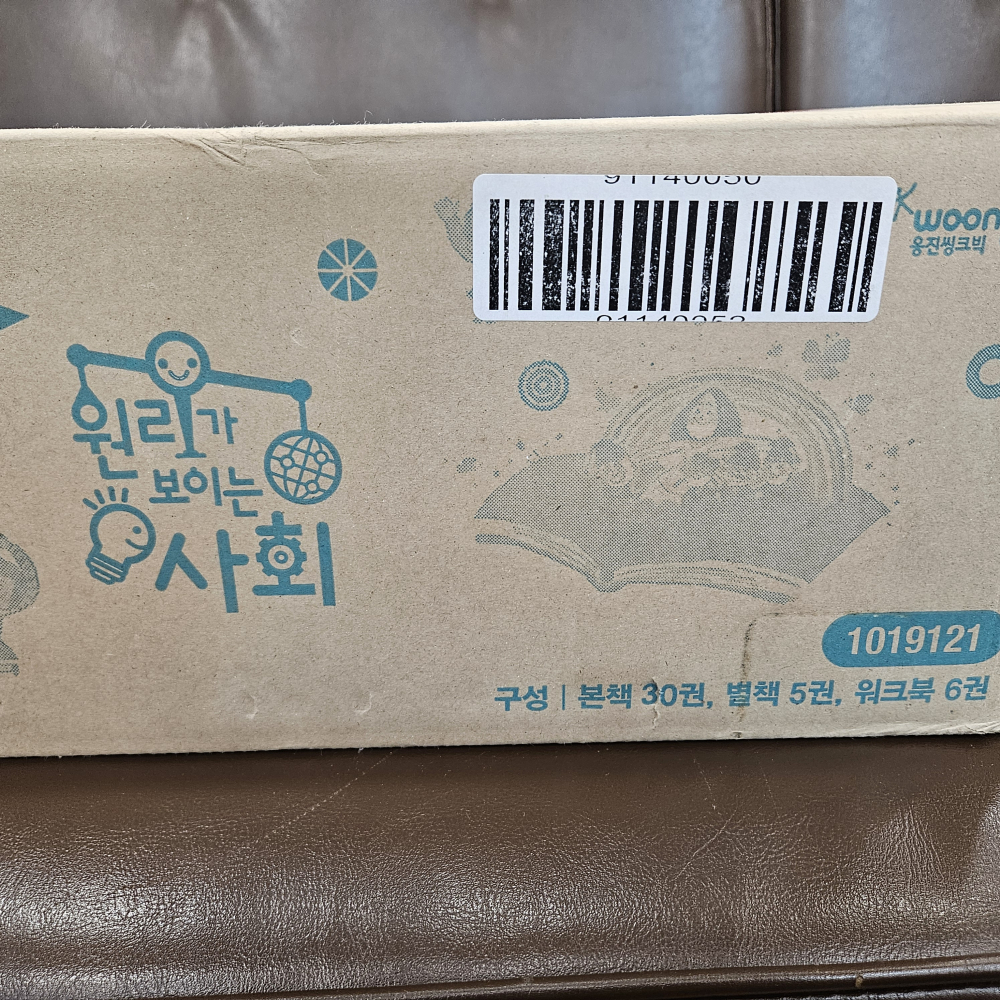 woon
웅진씽크빅
원리가
보이는
사회
1019121
구성 | 본책 30권, 별책 5권, 워크북 6권